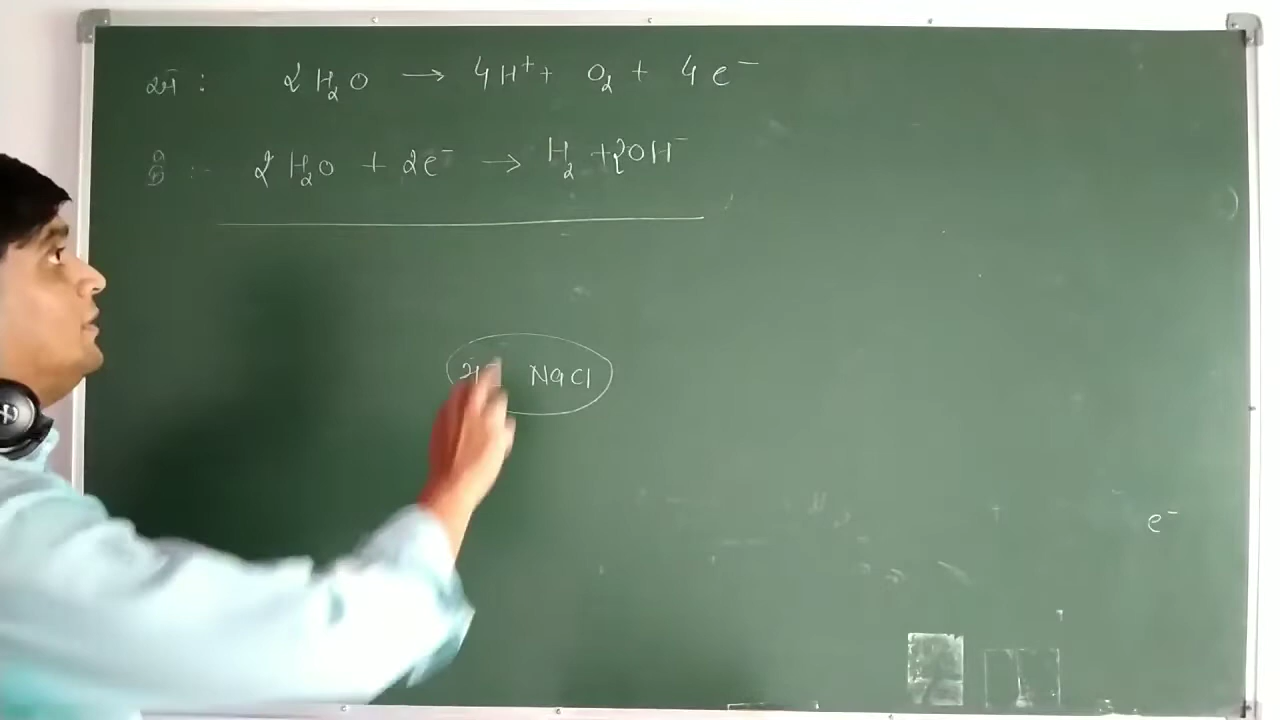 2H₂O → 4H⁺ + O₂ + 4e⁻
2H₂O + 2e⁻ → H₂ + 2OH⁻
NaCl
e⁻